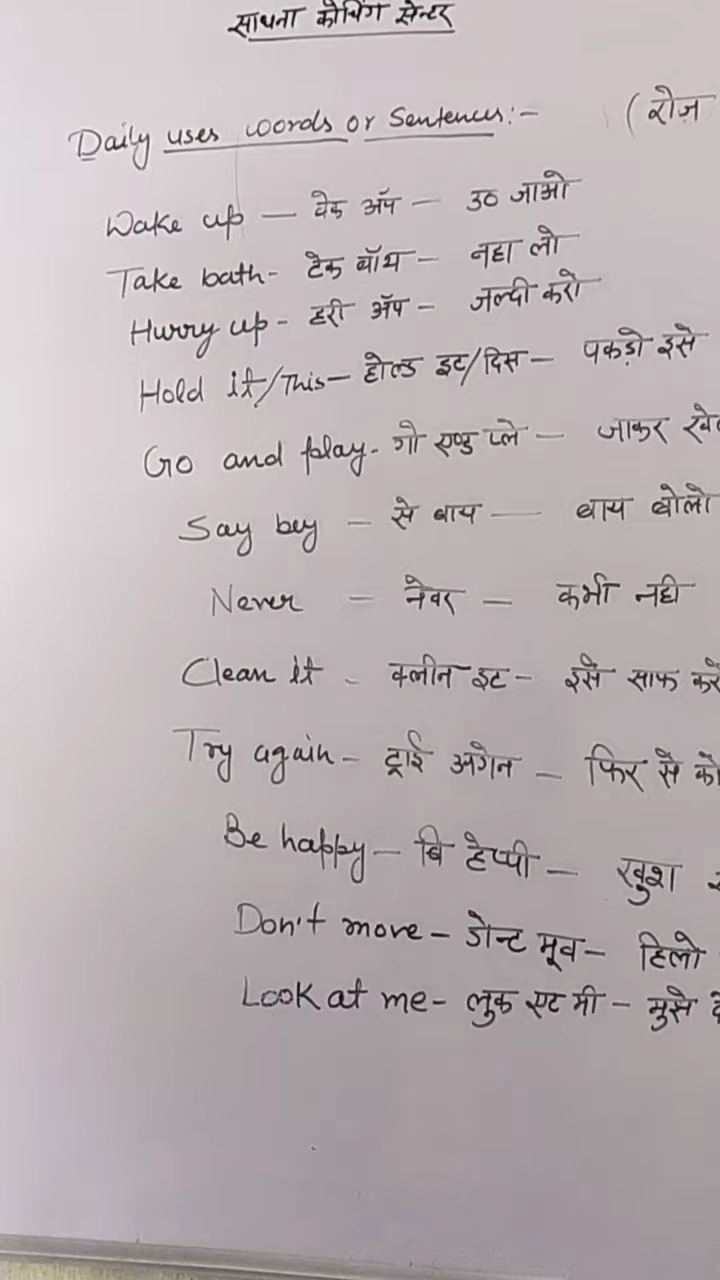 साधना कोचिंग सेन्टर
Daily uses words or Sentences:- (रोज़
Wake up — वेक अॅप — उठ जाओ
Take bath - टेक बॉथ — नहा लो
Hurry up - हरी अॅप - जल्दी करो
Hold it/This — होल्ड इट/दिस — पकड़ो इसे
Go and play - गो एण्ड प्ले — जाकर
Say bey — से बाय — बाय बोलो
Never — नेवर — कभी नही
Clean it - क्लीन इट - इसे साफ
Try again - ट्राई अगेन — फिर से
Be happy — बि हेप्पी — खुश
Don't move - डोन्ट मूव - हिलो
Look at me - लुक एट मी - मुसे